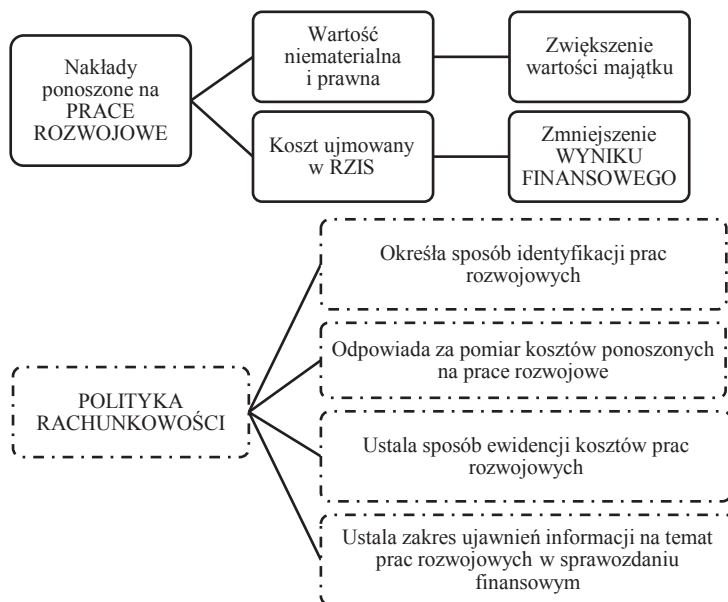 Nakłady
ponoszone na
PRACE
ROZWOJOWE
Wartość
niematerialna
i prawna
Zwiększenie
wartości majątku
Koszt ujmowany
w RZIS
Zmniejszenie
WYNIKU
FINANSOWEGO
POLITYKA
RACHUNKOWOŚCI
Okreśła sposób identyfikacji prac
rozwojowych
Odpowiada za pomiar kosztów ponoszonych
na prace rozwojowe
Ustala sposób ewidencji kosztów prac
rozwojowych
Ustala zakres ujawnień informacji na temat
prac rozwojowych w sprawozdaniu
finansowym